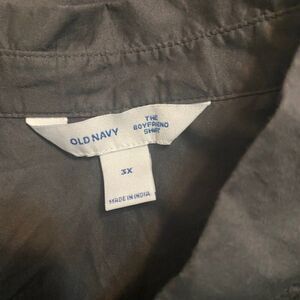 OLD NAVY
THE
BOYFRIEND
SHIRT
3X
MADE IN INDIA